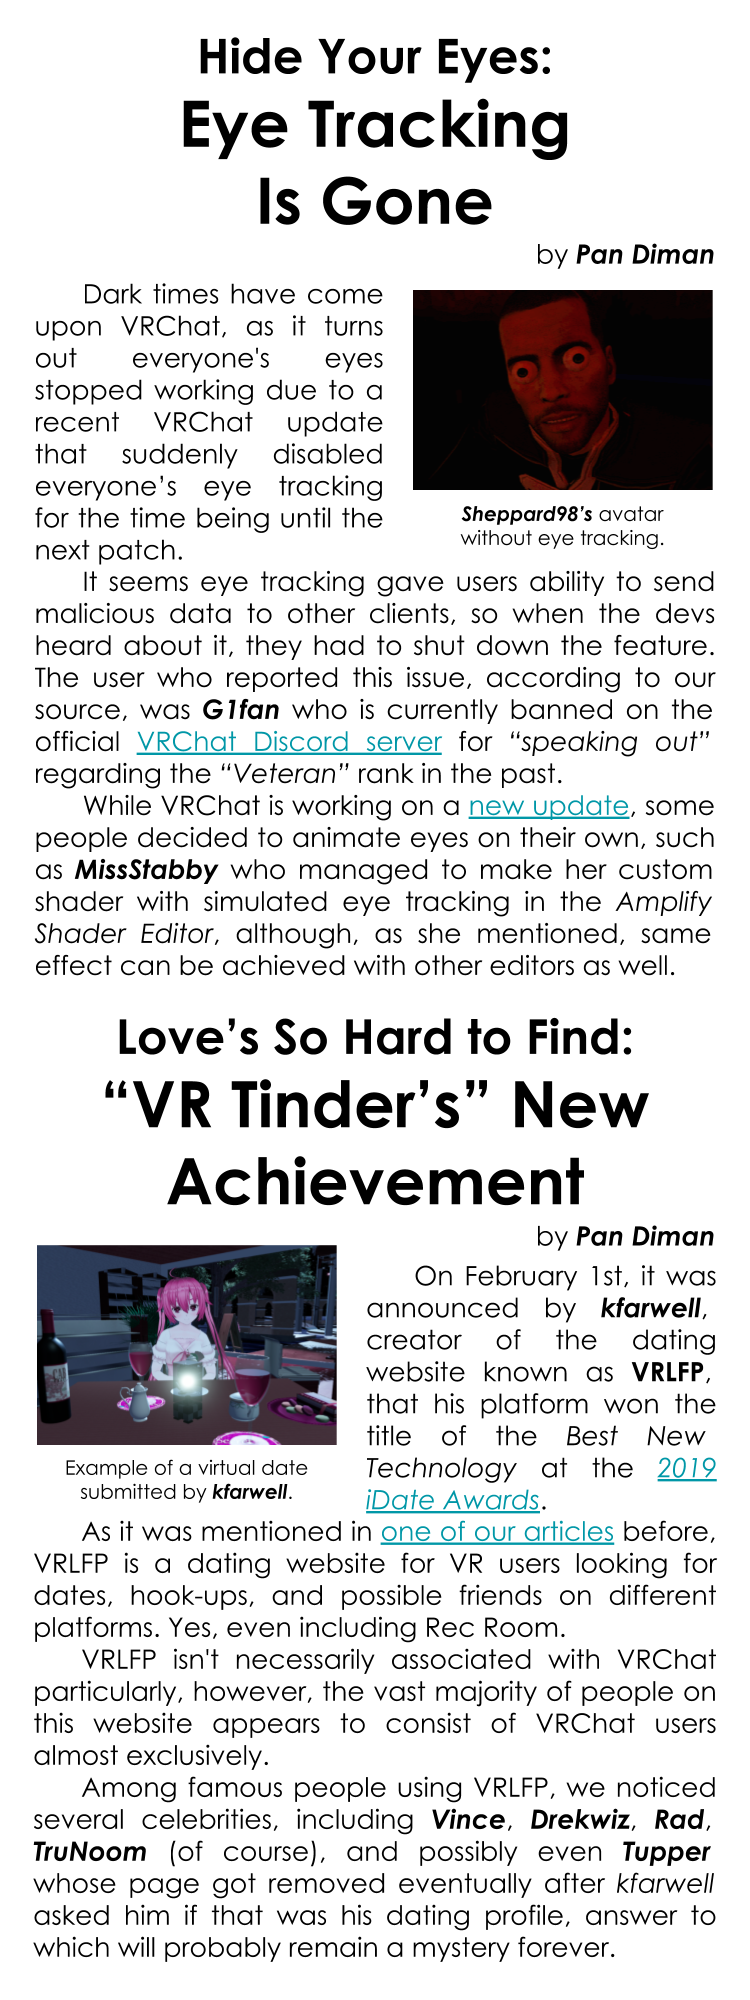 Hide Your Eyes:
Eye Tracking
Is Gone
by Pan Diman
Dark times have come
upon VRChat, as it turns
out everyone's eyes
stopped working due to a
recent VRChat update
that suddenly disabled
everyone’s eye tracking
for the time being until the
next patch.
Sheppard98’s avatar
without eye tracking.
It seems eye tracking gave users ability to send
malicious data to other clients, so when the devs
heard about it, they had to shut down the feature.
The user who reported this issue, according to our
source, was G1fan who is currently banned on the
official VRChat Discord server for “speaking out”
regarding the “Veteran” rank in the past.
While VRChat is working on a new update, some
people decided to animate eyes on their own, such
as MissStabby who managed to make her custom
shader with simulated eye tracking in the Amplify
Shader Editor, although, as she mentioned, same
effect can be achieved with other editors as well.
Love’s So Hard to Find:
“VR Tinder’s” New
Achievement
by Pan Diman
Example of a virtual date
submitted by kfarwell.
On February 1st, it was
announced by kfarwell,
creator of the dating
website known as VRLFP,
that his platform won the
title of the Best New
Technology at the 2019
iDate Awards.
As it was mentioned in one of our articles before,
VRLFP is a dating website for VR users looking for
dates, hook-ups, and possible friends on different
platforms. Yes, even including Rec Room.
VRLFP isn't necessarily associated with VRChat
particularly, however, the vast majority of people on
this website appears to consist of VRChat users
almost exclusively.
Among famous people using VRLFP, we noticed
several celebrities, including Vince, Drekwiz, Rad,
TruNoom (of course), and possibly even Tupper
whose page got removed eventually after kfarwell
asked him if that was his dating profile, answer to
which will probably remain a mystery forever.